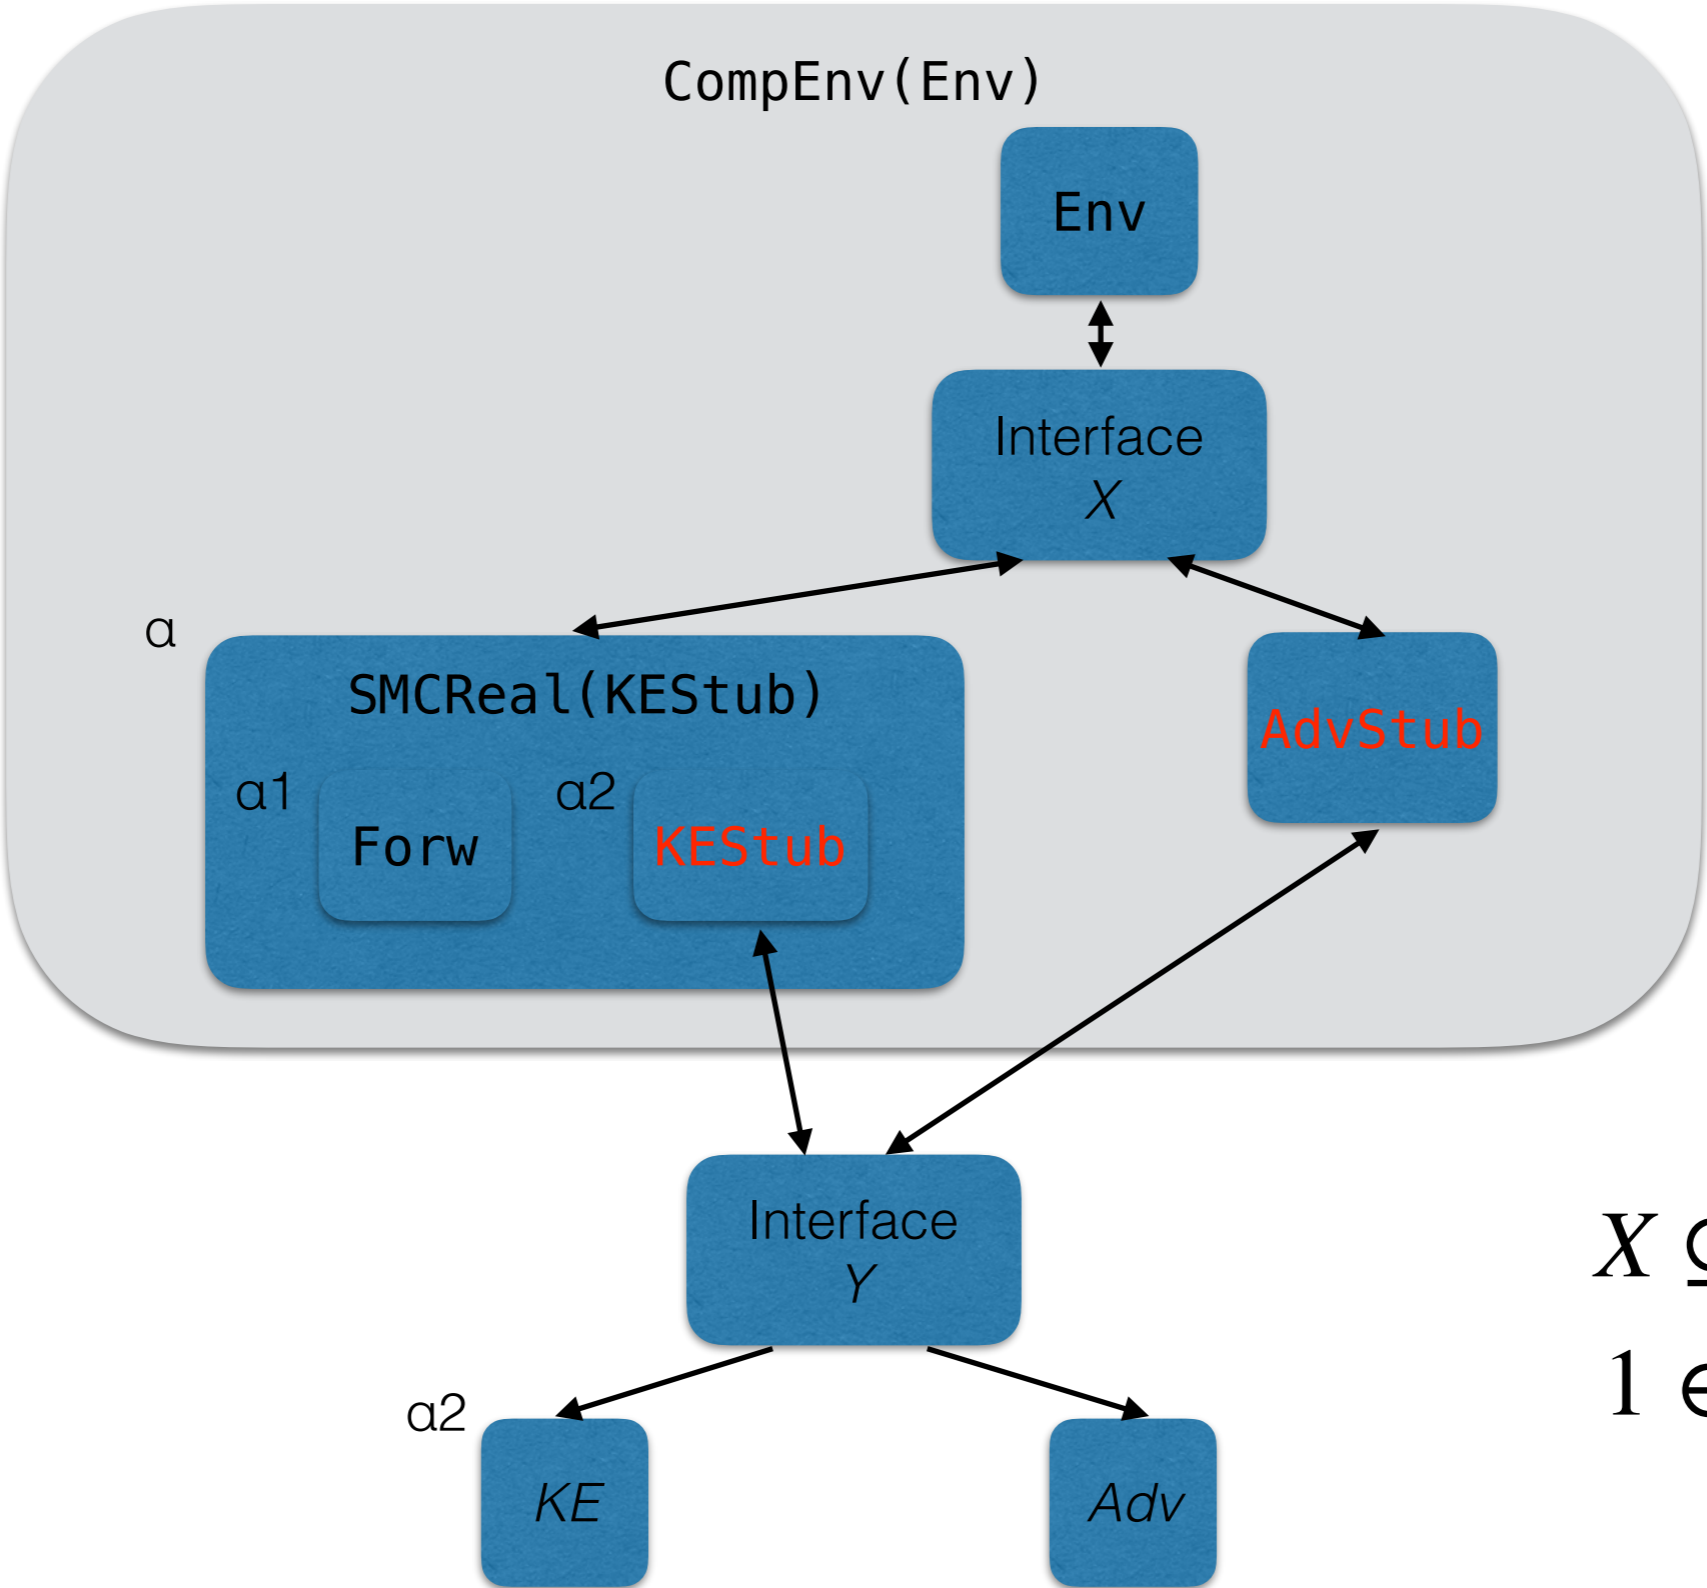 CompEnv(Env)
Env
Interface
X
α
SMCReal(KEStub)
AdvStub
α1
α2
Forw
KEStub
Interface
Y
X
1
α2
KE
Adv